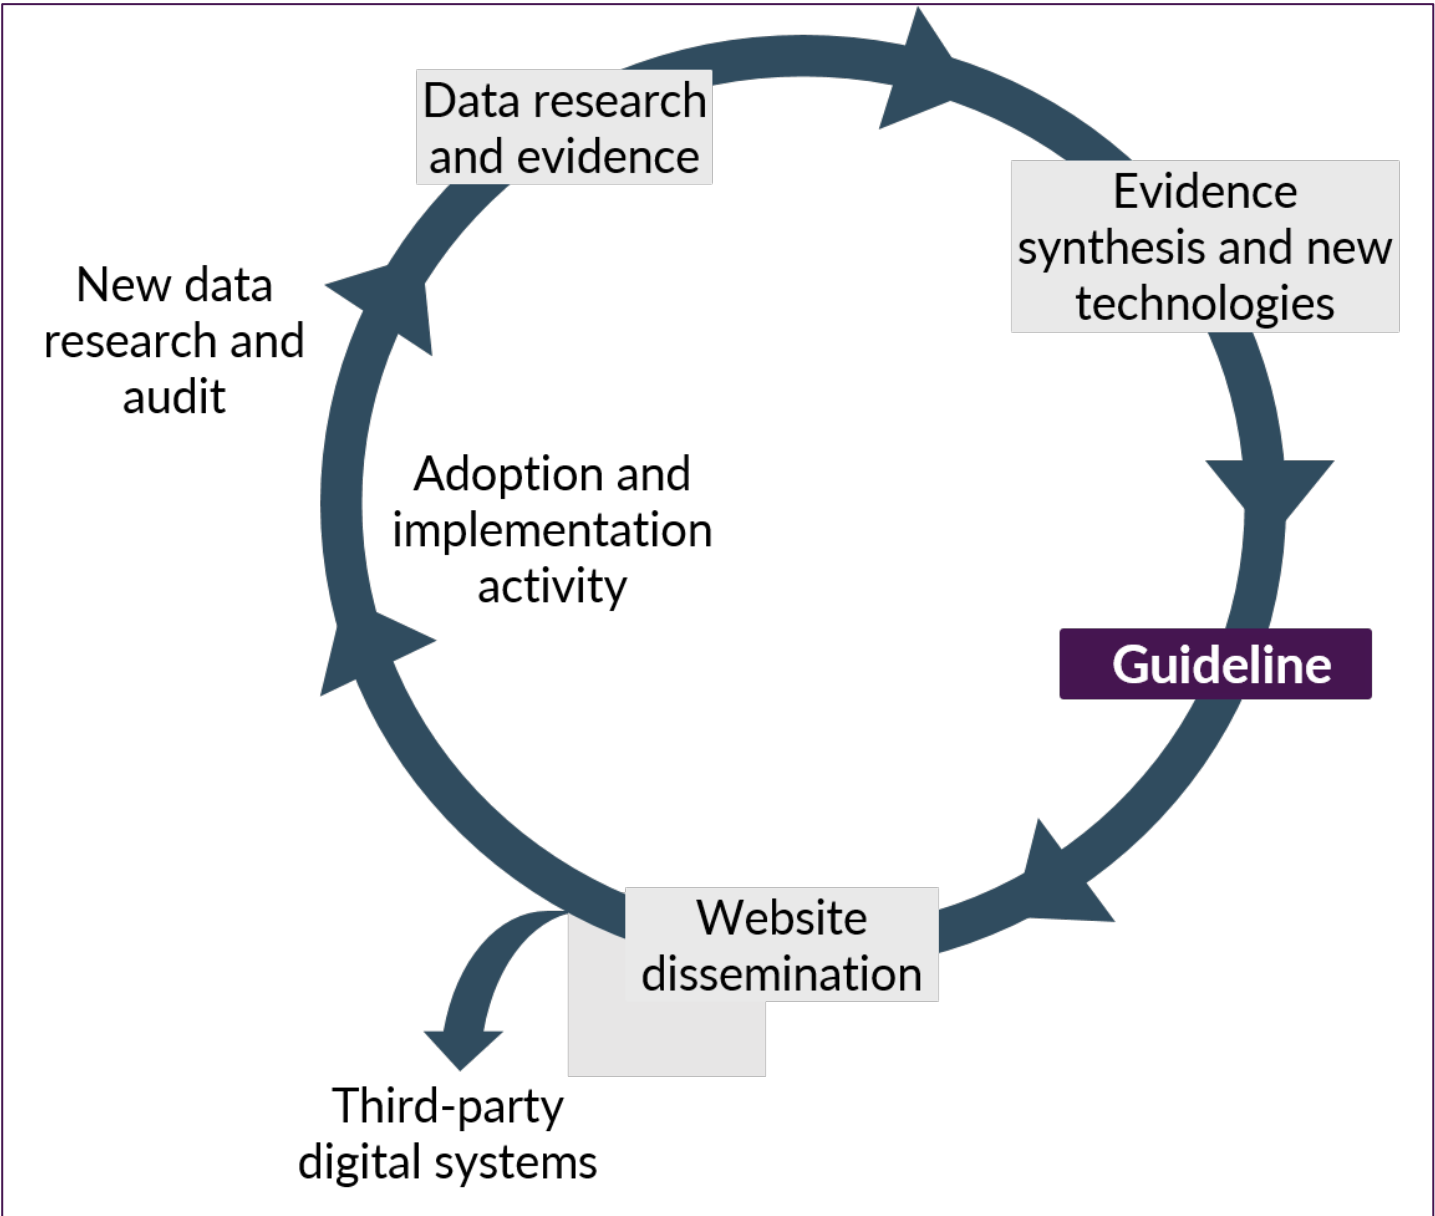 Data research
and evidence
Evidence
synthesis and new
technologies
Guideline
Website
dissemination
Third-party
digital systems
Adoption and
implementation
activity
New data
research and
audit